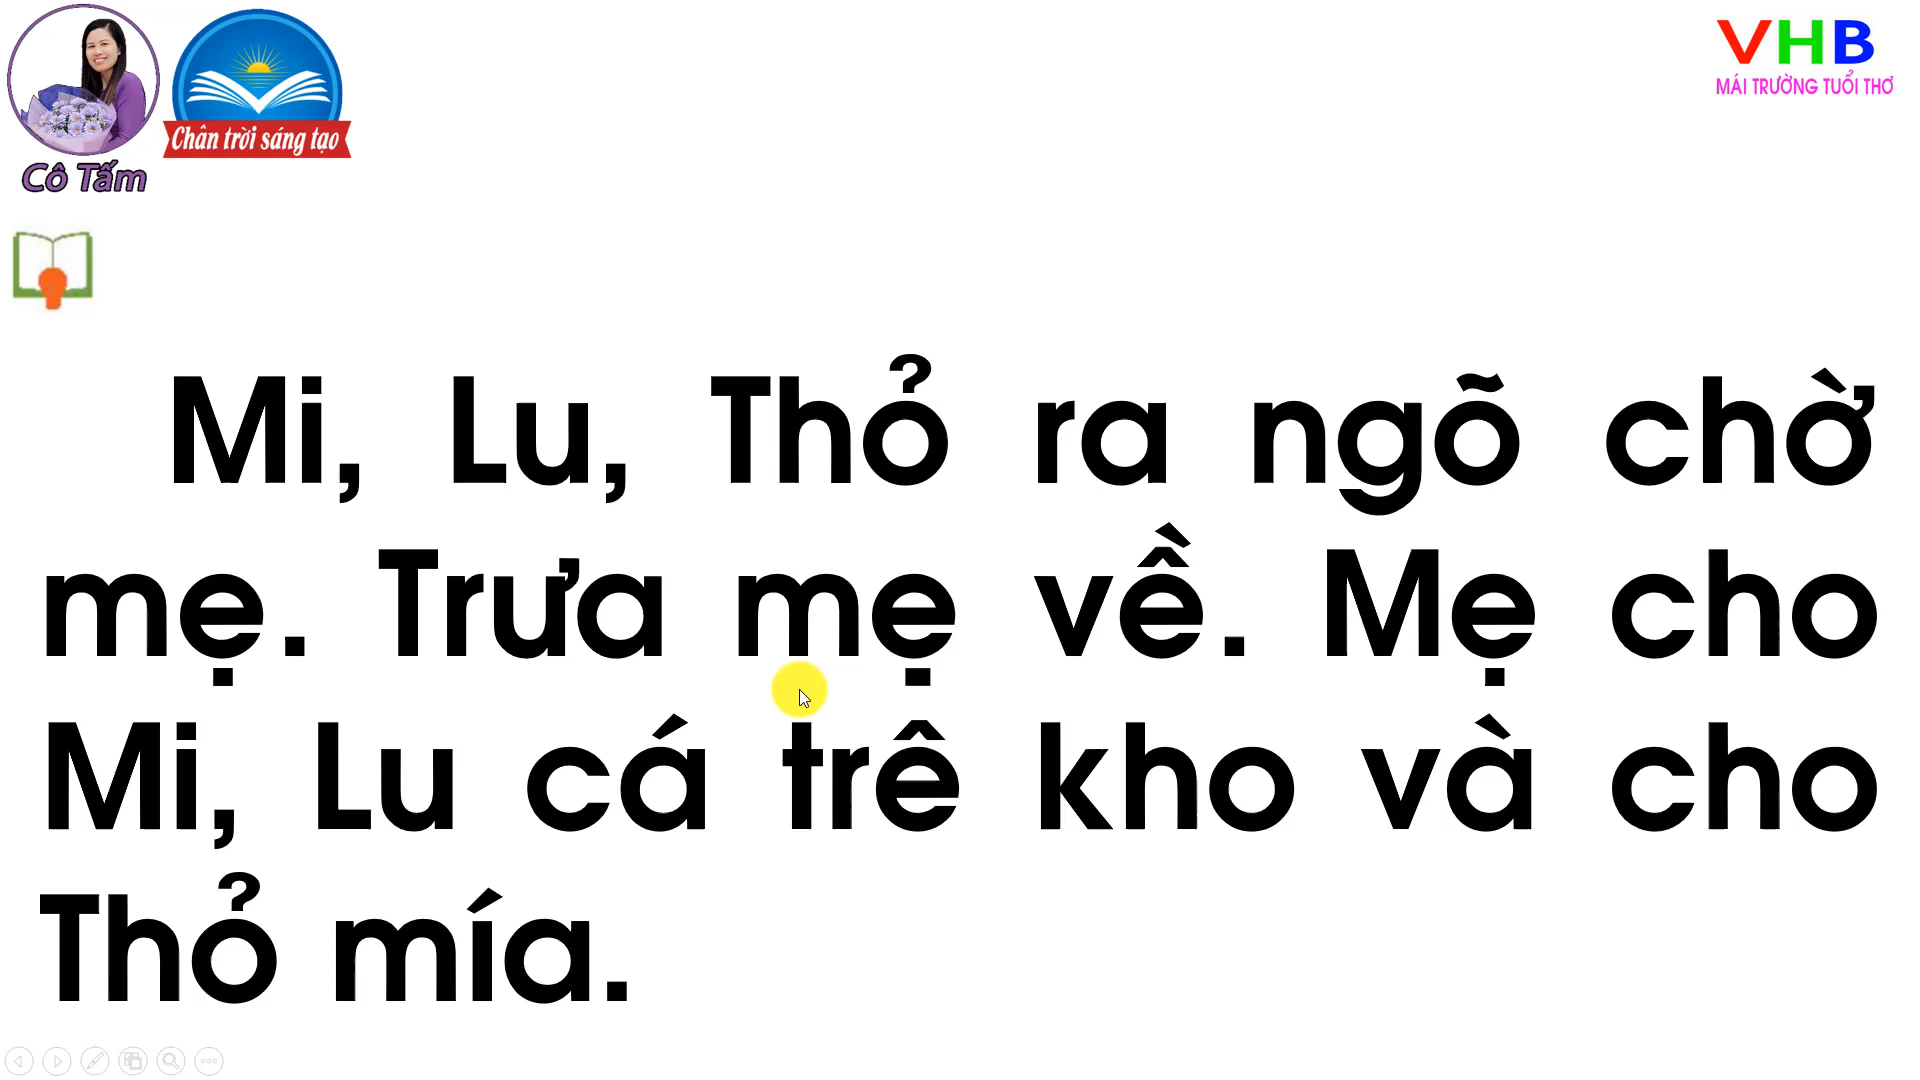 Cô Tấm
Chân trời sáng tạo
VHB
MÁI TRƯỜNG TUỔI THƠ
Mi, Lu, Thỏ ra ngõ chờ
mẹ. Trưa mẹ về. Mẹ cho
Mi, Lu cá trê kho và cho
Thỏ mía.